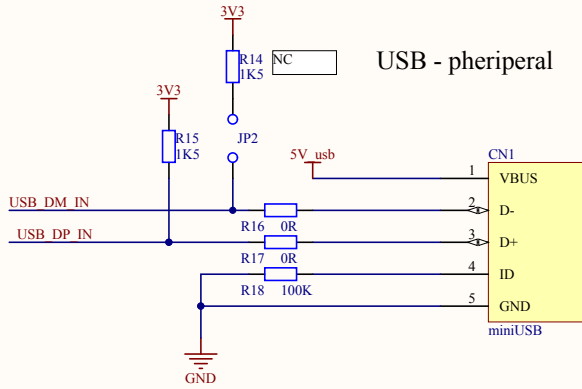 3V3
R14
1K5
NC
USB - pheriperal
3V3
R15
1K5
JP2
5V_usb
CN1
1 VBUS
USB_DM_IN
2 D-
R16 0R
USB_DP_IN
3 D+
R17 0R
4 ID
R18 100K
5 GND
miniUSB
GND